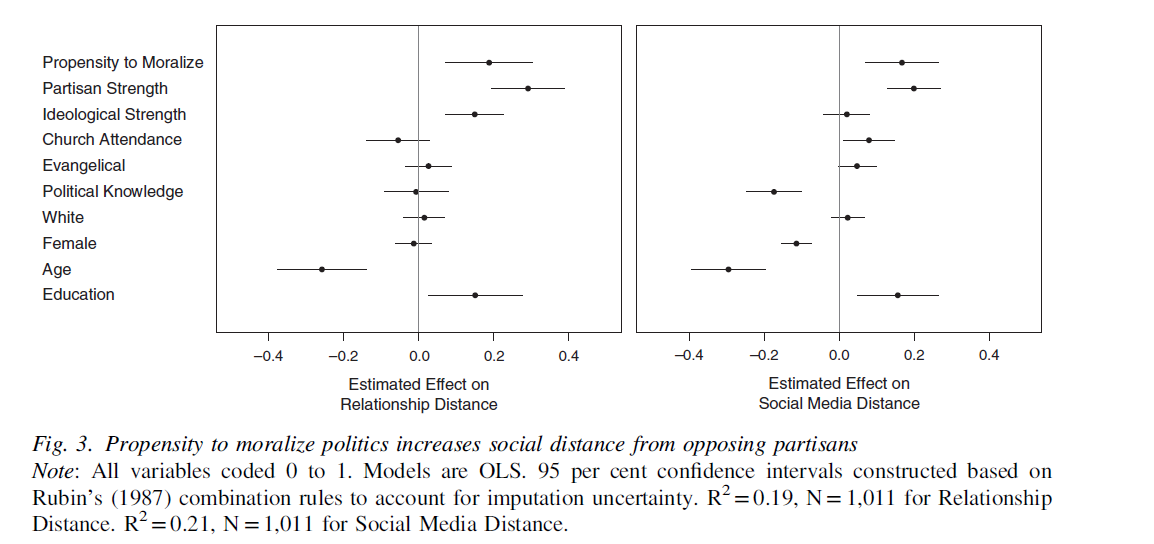 Propensity to Moralize
Partisan Strength
Ideological Strength
Church Attendance
Evangelical
Political Knowledge
White
Female
Age
Education
−0.4 −0.2 0.0 0.2 0.4
Estimated Effect on
Relationship Distance
−0.4 −0.2 0.0 0.2 0.4
Estimated Effect on
Social Media Distance
Fig. 3. Propensity to moralize politics increases social distance from opposing partisans
Note: All variables coded 0 to 1. Models are OLS. 95 per cent confidence intervals constructed based on
Rubin's (1987) combination rules to account for imputation uncertainty. R² = 0.19, N = 1,011 for Relationship
Distance. R² = 0.21, N = 1,011 for Social Media Distance.